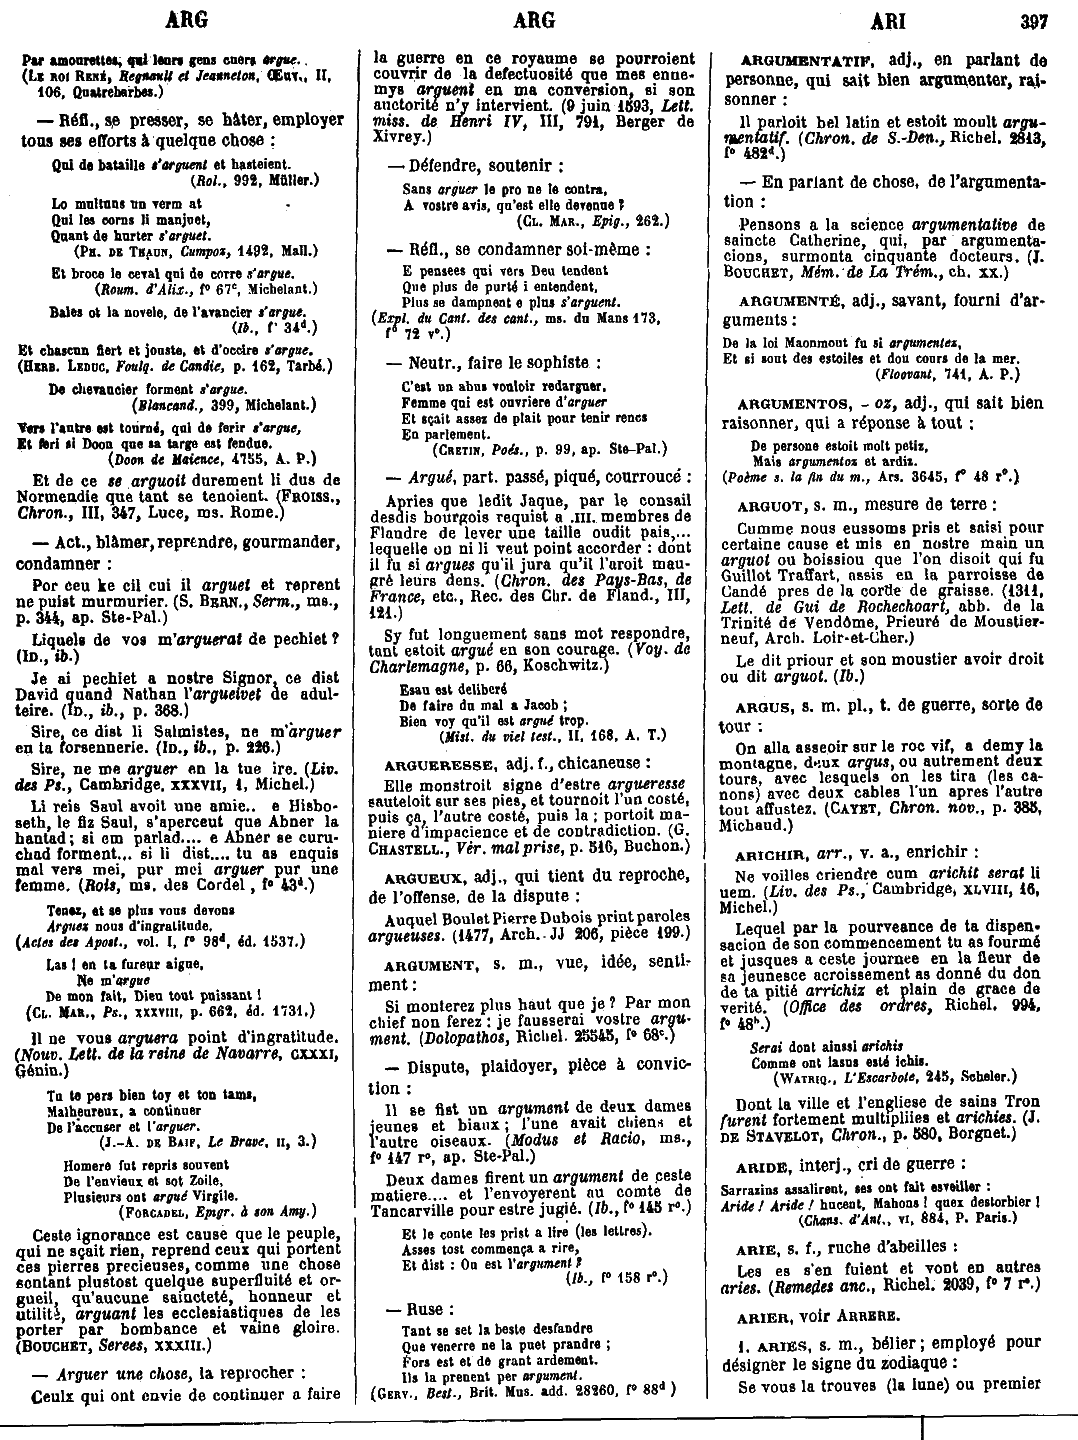 ARG
ARG
ARI
397
Par amourettes, qui leurs gens cuers argue..
(LE ROI RENÉ, Regnault et Jeanneton, Œuv., II,
106, Quatrebarbes.)
— Réfl., se presser, se hâter, employer
tous ses efforts à quelque chose :
Qui de bataille s'arguent et hasteient.
(Rol., 992, Müller.)
Lo multuns un verm at
Qui les corns li manjuet,
Quant de hurter s'arguet.
(PH. DE THAUN, Cumpoz, 1492, Mall.)
Et broce le ceval qui de corre s'argue.
(Roum. d'Alix., f° 67ᶜ, Michelant.)
Bales ot la novele, de l'avancier s'argue.
(Ib., f° 34ᵈ.)
Et chascun fiert et jouste, et d'occire s'argue.
(HERB. LEDUC, Foulq. de Candie, p. 162, Tarbé.)
De chevaucier forment s'argue.
(Blancand., 399, Michelant.)
Vers l'autre est tourné, qui de ferir s'argue,
Et feri si Doon que sa targe est fendue.
(Doon de Maience, 4755, A. P.)
Et de ce se arguoit durement li dus de
Normendie que tant se tenoient. (FROISS.,
Chron., III, 347, Luce, ms. Rome.)
— Act., blâmer, reprendre, gourmander,
condamner :
Por ceu ke cil cui il arguet et reprent
ne puist murmurier. (S. BERN., Serm., ms.,
p. 344, ap. Ste-Pal.)
Liquels de vos m'arguerat de pechiet ?
(ID., ib.)
Je ai pechiet a nostre Signor, ce dist
David quand Nathan l'argueivet de adul-
teire. (ID., ib., p. 368.)
Sire, ce dist li Salmistes, ne m'arguer
en ta forsennerie. (ID., ib., p. 226.)
Sire, ne me arguer en la tue ire. (Liv.
des Ps., Cambridge, XXXVII, 1, Michel.)
Li reis Saul avoit une amie.. e Hisbo-
seth, le fiz Saul, s'aperceut que Abner la
hantad; si em parlad.... e Abner se curu-
chad forment... si li dist.... tu as enquis
mal vers mei, pur mei arguer pur une
femme. (Rois, ms. des Cordel, f° 43ᵈ.)
Tenez, et se plus vous devons
Arguez nous d'ingratitude.
(Actes des Apost., vol. I, f° 98ᵈ, éd. 1537.)
Las ! en ta fureur aigue,
Ne m'argue
De mon fait, Dieu tout puissant !
(CL. MAR., Ps., XXXVIII, p. 662, éd. 1731.)
Il ne vous arguera point d'ingratitude.
(Nouv. Lett. de la reine de Navarre, CXXXI,
Génin.)
Tu te pers bien toy et ton tams,
Malheureux, a continuer
De l'accuser et l'arguer.
(J.-A. DE BAIF, Le Brave, II, 3.)
Homere fut repris souvent
De l'envieux et sot Zoile,
Plusieurs ont argué Virgile.
(FORCADEL, Epigr. à son Amy.)
Ceste ignorance est cause que le peuple,
qui ne sçait rien, reprend ceux qui portent
ces pierres precieuses, comme une chose
sentant plustost quelque superfluité et or-
gueil, qu'aucune saincteté, honneur et
utilité, arguant les ecclesiastiques de les
porter par bombance et vaine gloire.
(BOUCHET, Serees, XXXIII.)
— Arguer une chose, la reprocher :
Ceulx qui ont envie de continuer a faire
la guerre en ce royaume se pourroient
couvrir de la defectuosité que mes enne-
mys arguent en ma conversion, si son
auctorité n'y intervient. (9 juin 1593, Lett.
miss. de Henri IV, III, 791, Berger de
Xivrey.)
— Défendre, soutenir :
Sans arguer le pro ne le contra,
A vostre avis, qu'est elle devenue ?
(CL. MAR., Epig., 262.)
— Réfl., se condamner soi-même :
E pensees qui vers Deu tendent
Que plus de purté i entendent,
Plus se dampnent e plus s'arguent.
(Expl. du Cant. des cant., ms. du Mans 173,
f° 72 v°.)
— Neutr., faire le sophiste :
C'est un abus vouloir redarguer,
Femme qui est ouvriere d'arguer
Et sçait assez de plait pour tenir rencs
En parlement.
(CRETIN, Poés., p. 99, ap. Ste-Pal.)
— Argué, part. passé, piqué, courroucé :
Apries que ledit Jaque, par le consail
desdis bourgois requist a .III. membres de
Flandre de lever une taille oudit pais,...
lequelle on ni li veut point accorder : dont
il fu si argues qu'il jura qu'il l'aroit mau-
gré leurs dens. (Chron. des Pays-Bas, de
France, etc., Rec. des Chr. de Fland., III,
121.)
Sy fut longuement sans mot respondre,
tant estoit argué en son courage. (Voy. de
Charlemagne, p. 66, Koschwitz.)
Esau est deliberé
De faire du mal a Jacob ;
Bien voy qu'il est argué trop.
(Mist. du viel test., II, 168, A. T.)
ARGUERESSE, adj. f., chicaneuse :
Elle monstroit signe d'estre argueresse
sauteloit sur ses pies, et tournoit l'un costé,
puis ça, l'autre costé, puis la ; portoit ma-
niere d'impacience et de contradiction. (G.
CHASTELL., Vér. mal prise, p. 516, Buchon.)
ARGUEUX, adj., qui tient du reproche,
de l'offense, de la dispute :
Auquel Boulet Pierre Dubois print paroles
argueuses. (1477, Arch. JJ 206, pièce 199.)
ARGUMENT, s. m., vue, idée, senti-
ment :
Si monterez plus haut que je ? Par mon
chief non ferez : je fausserai vostre argu-
ment. (Dolopathos, Richel. 25545, f° 68ᶜ.)
— Dispute, plaidoyer, pièce à convic-
tion :
Il se fist un argument de deux dames
jeunes et biaux ; l'une avait chiens et
l'autre oiseaux. (Modus et Racio, ms.,
f° 147 r°, ap. Ste-Pal.)
Deux dames firent un argument de ceste
matiere.... et l'envoyerent au comte de
Tancarville pour estre jugié. (Ib., f° 145 r°.)
Et le conte les prist a lire (les lettres).
Asses tost commença a rire,
Et dist : Ou est l'argument ?
(Ib., f° 158 r°.)
— Ruse :
Tant se set la beste desfandre
Que venerre ne la puet prandre ;
Fors est et de grant ardement.
Ils la prenent per argument.
(GERV., Best., Brit. Mus. add. 28260, f° 88ᵈ )
ARGUMENTATIF, adj., en parlant de
personne, qui sait bien argumenter, rai-
sonner :
Il parloit bel latin et estoit moult argu-
mentatif. (Chron. de S.-Den., Richel. 2813,
f° 482ᵈ.)
— En parlant de chose, de l'argumenta-
tion :
Pensons a la science argumentative de
saincte Catherine, qui, par argumenta-
cions, surmonta cinquante docteurs. (J.
BOUCHET, Mém. de La Trém., ch. XX.)
ARGUMENTÉ, adj., savant, fourni d'ar-
guments :
De la loi Maonmout fu si argumentez,
Et si sout des estoiles et dou cours de la mer.
(Floovant, 741, A. P.)
ARGUMENTOS, - oz, adj., qui sait bien
raisonner, qui a réponse à tout :
De persone estoit molt petiz,
Mais argumentoz et ardiz.
(Poème s. la fin du m., Ars. 3645, f° 48 r°.)
ARGUOT, s. m., mesure de terre :
Cumme nous eussoms pris et saisi pour
certaine cause et mis en nostre main un
arguot ou boissiou que l'on disoit qui fu
Guillot Traffart, assis en la parroisse de
Candé pres de la corde de graisse. (1311,
Lett. de Gui de Rochechoart, abb. de la
Trinité de Vendôme, Prieuré de Moustier-
neuf, Arch. Loir-et-Cher.)
Le dit priour et son moustier avoir droit
ou dit arguot. (Ib.)
ARGUS, s. m. pl., t. de guerre, sorte de
tour :
On alla asseoir sur le roc vif, a demy la
montagne, deux argus, ou autrement deux
tours, avec lesquels on les tira (les ca-
nons) avec deux cables l'un apres l'autre
tout affustez. (CAYET, Chron. nov., p. 385,
Michaud.)
ARICHIR, arr., v. a., enrichir :
Ne voilles criendre cum arichit serat li
uem. (Liv. des Ps., Cambridge, XLVIII, 16,
Michel.)
Lequel par la pourveance de ta dispen-
sacion de son commencement tu as fourmé
et jusques a ceste journee en la fleur de
sa jeunesce acroissement as donné du don
de ta pitié arrichiz et plain de grace de
verité. (Office des ordres, Richel. 994,
f° 48ᵇ.)
Serai dont ainssi arichis
Comme ont lasus esté ichis.
(WATRIQ., L'Escarbote, 245, Scheler.)
Dont la ville et l'engliese de sains Tron
furent fortement multipliies et arichies. (J.
DE STAVELOT, Chron., p. 580, Borgnet.)
ARIDE, interj., cri de guerre :
Sarrazins assalirent, ses ont fait esveiller :
Aride ! Aride ! hucent, Mahons ! quex destorbier !
(Chans. d'Ant., VI, 884, P. Paris.)
ARIE, s. f., ruche d'abeilles :
Les es s'en fuient et vont en autres
aries. (Remedes anc., Richel. 2039, f° 7 r°.)
ARIER, voir ARRERE.
1. ARIES, s. m., bélier ; employé pour
désigner le signe du zodiaque :
Se vous la trouves (la lune) ou premier